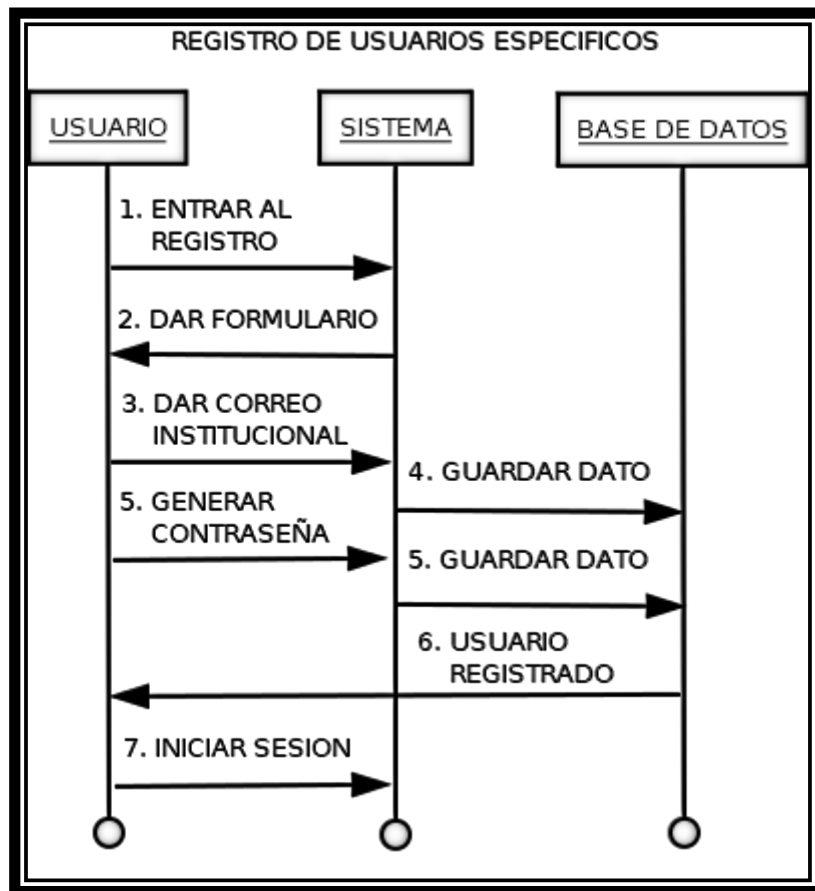 REGISTRO DE USUARIOS ESPECIFICOS
USUARIO
SISTEMA
BASE DE DATOS
1. ENTRAR AL
REGISTRO
2. DAR FORMULARIO
3. DAR CORREO
INSTITUCIONAL
4. GUARDAR DATO
5. GENERAR
CONTRASEÑA
5. GUARDAR DATO
6. USUARIO
REGISTRADO
7. INICIAR SESION